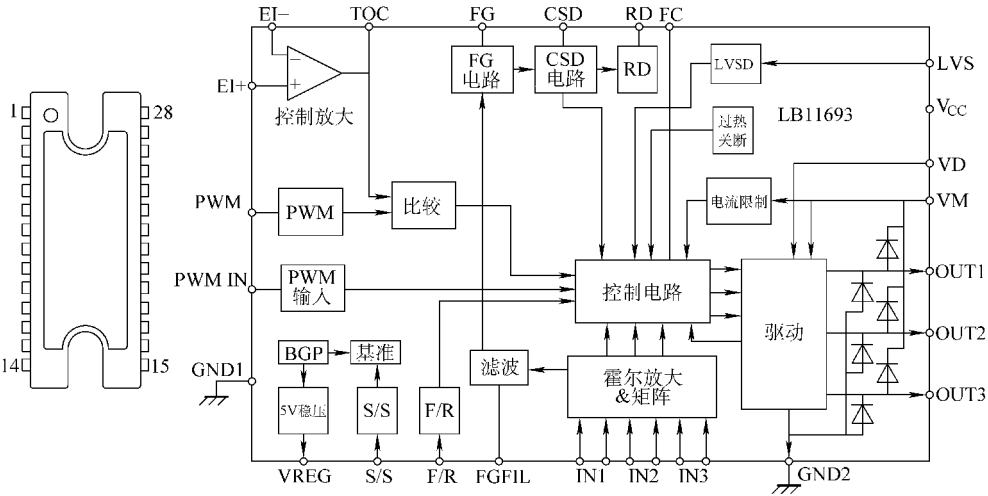 EI−
TOC
FG
CSD
RD
FC
EI+
−
+
控制放大
FG
电路
CSD
电路
RD
LVSD
LVS
VCC
LB11693
过热
关断
VD
1
28
14
15
PWM
PWM
比较
电流限制
VM
PWM IN
PWM
输入
控制电路
驱动
OUT1
OUT2
OUT3
GND1
BGP
基准
滤波
霍尔放大
&矩阵
5V稳压
S/S
F/R
VREG
S/S
F/R
FGFIL
IN1
IN2
IN3
GND2